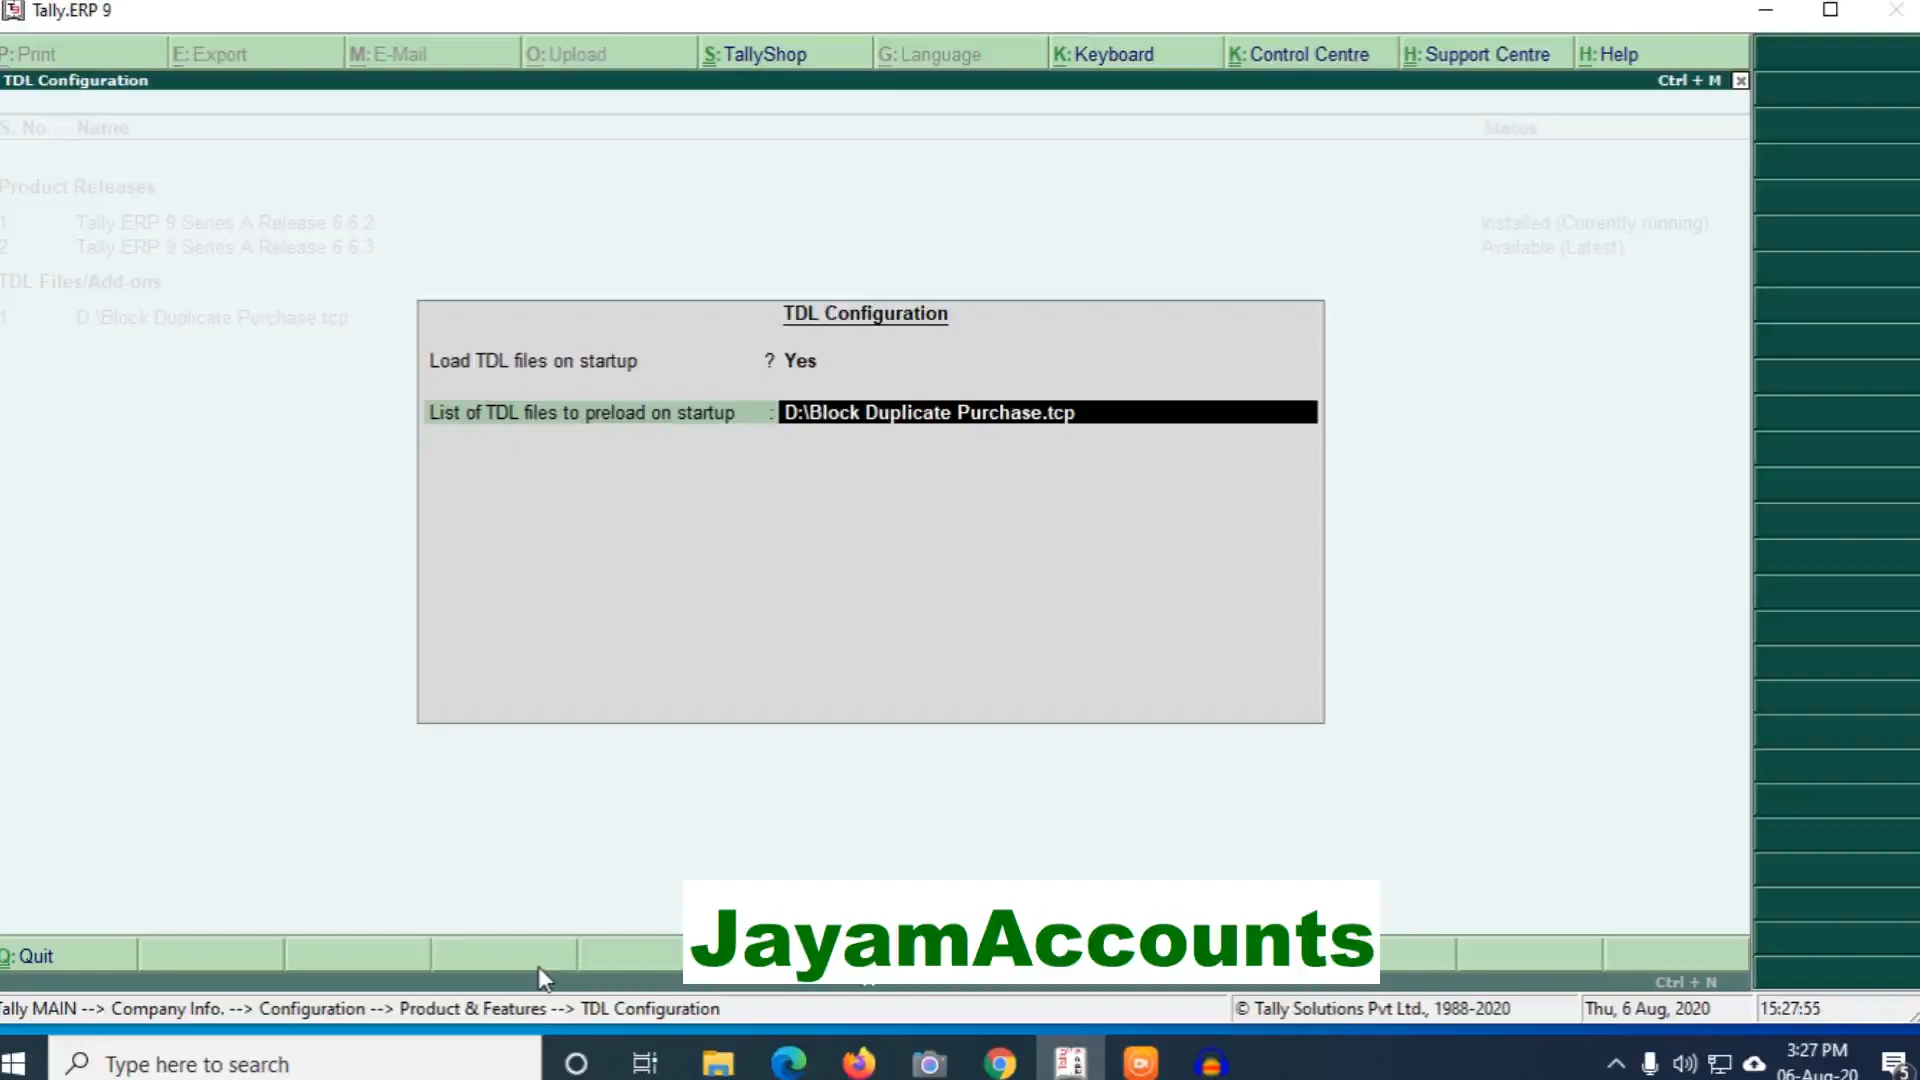 Tally.ERP 9
P: Print
E: Export
M: E-Mail
O: Upload
S: TallyShop
G: Language
K: Keyboard
K: Control Centre
H: Support Centre
H: Help
TDL Configuration
Ctrl + M
S. No.
Name
Status
Product Releases
1
Tally.ERP 9 Series A Release 6.6.2
Installed (Currently running)
2
Tally.ERP 9 Series A Release 6.6.3
Available (Latest)
TDL Files/Add-ons
1
D:\Block Duplicate Purchase.tcp
TDL Configuration
Load TDL files on startup ? Yes
List of TDL files to preload on startup : D:\Block Duplicate Purchase.tcp
JayamAccounts
Q: Quit
Ctrl + N
Tally MAIN --> Company Info. --> Configuration --> Product & Features --> TDL Configuration
© Tally Solutions Pvt Ltd., 1988-2020
Thu, 6 Aug, 2020
15:27:55
Type here to search
3:27 PM
06-Aug-20
5